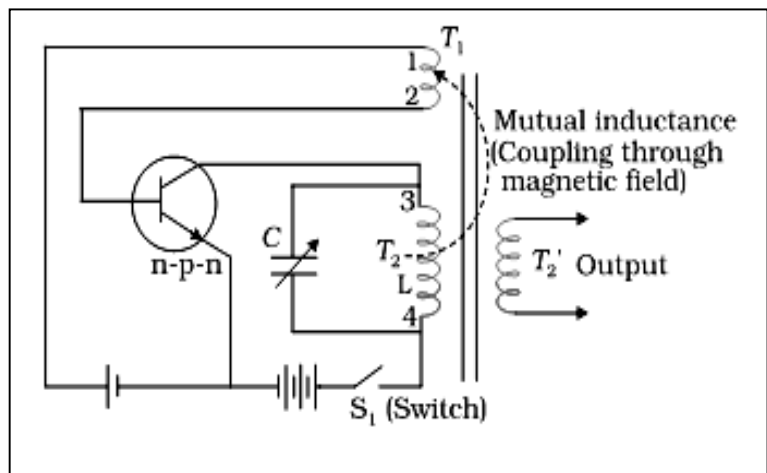 T₁
1
2
Mutual inductance
(Coupling through
magnetic field)
3
C
T₂
n-p-n
T₂' Output
L
4
S₁ (Switch)